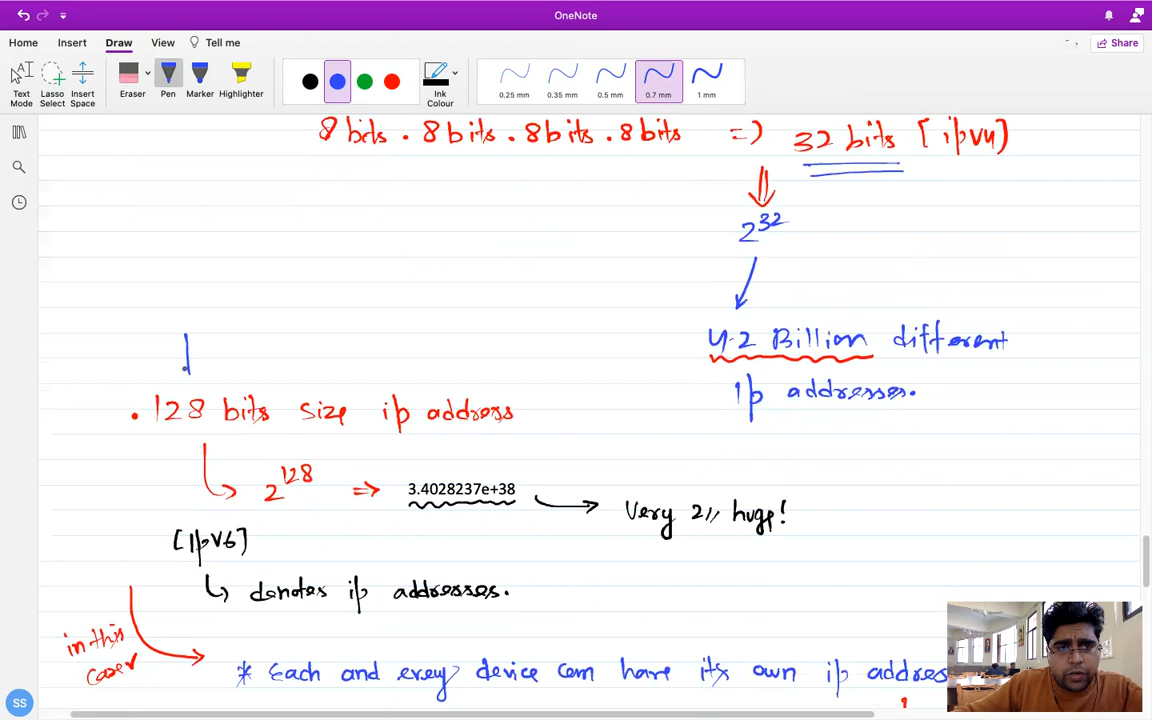 OneNote
Home Insert Draw View Tell me
Share
Text Mode
Lasso Select
Insert Space
Eraser
Pen
Marker
Highlighter
Ink Colour
0.25 mm
0.35 mm
0.5 mm
0.7 mm
1 mm
8 bits . 8 bits . 8 bits . 8 bits => 32 bits [ipv4)
2^32
4.2 Billion different
ip addresses.
. 128 bits size ip address
2^128 => 3.4028237e+38
Very 2,, huge!
[ipv6]
denotes ip addresses.
in this
case
* Each and every device can have its own ip addres
SS